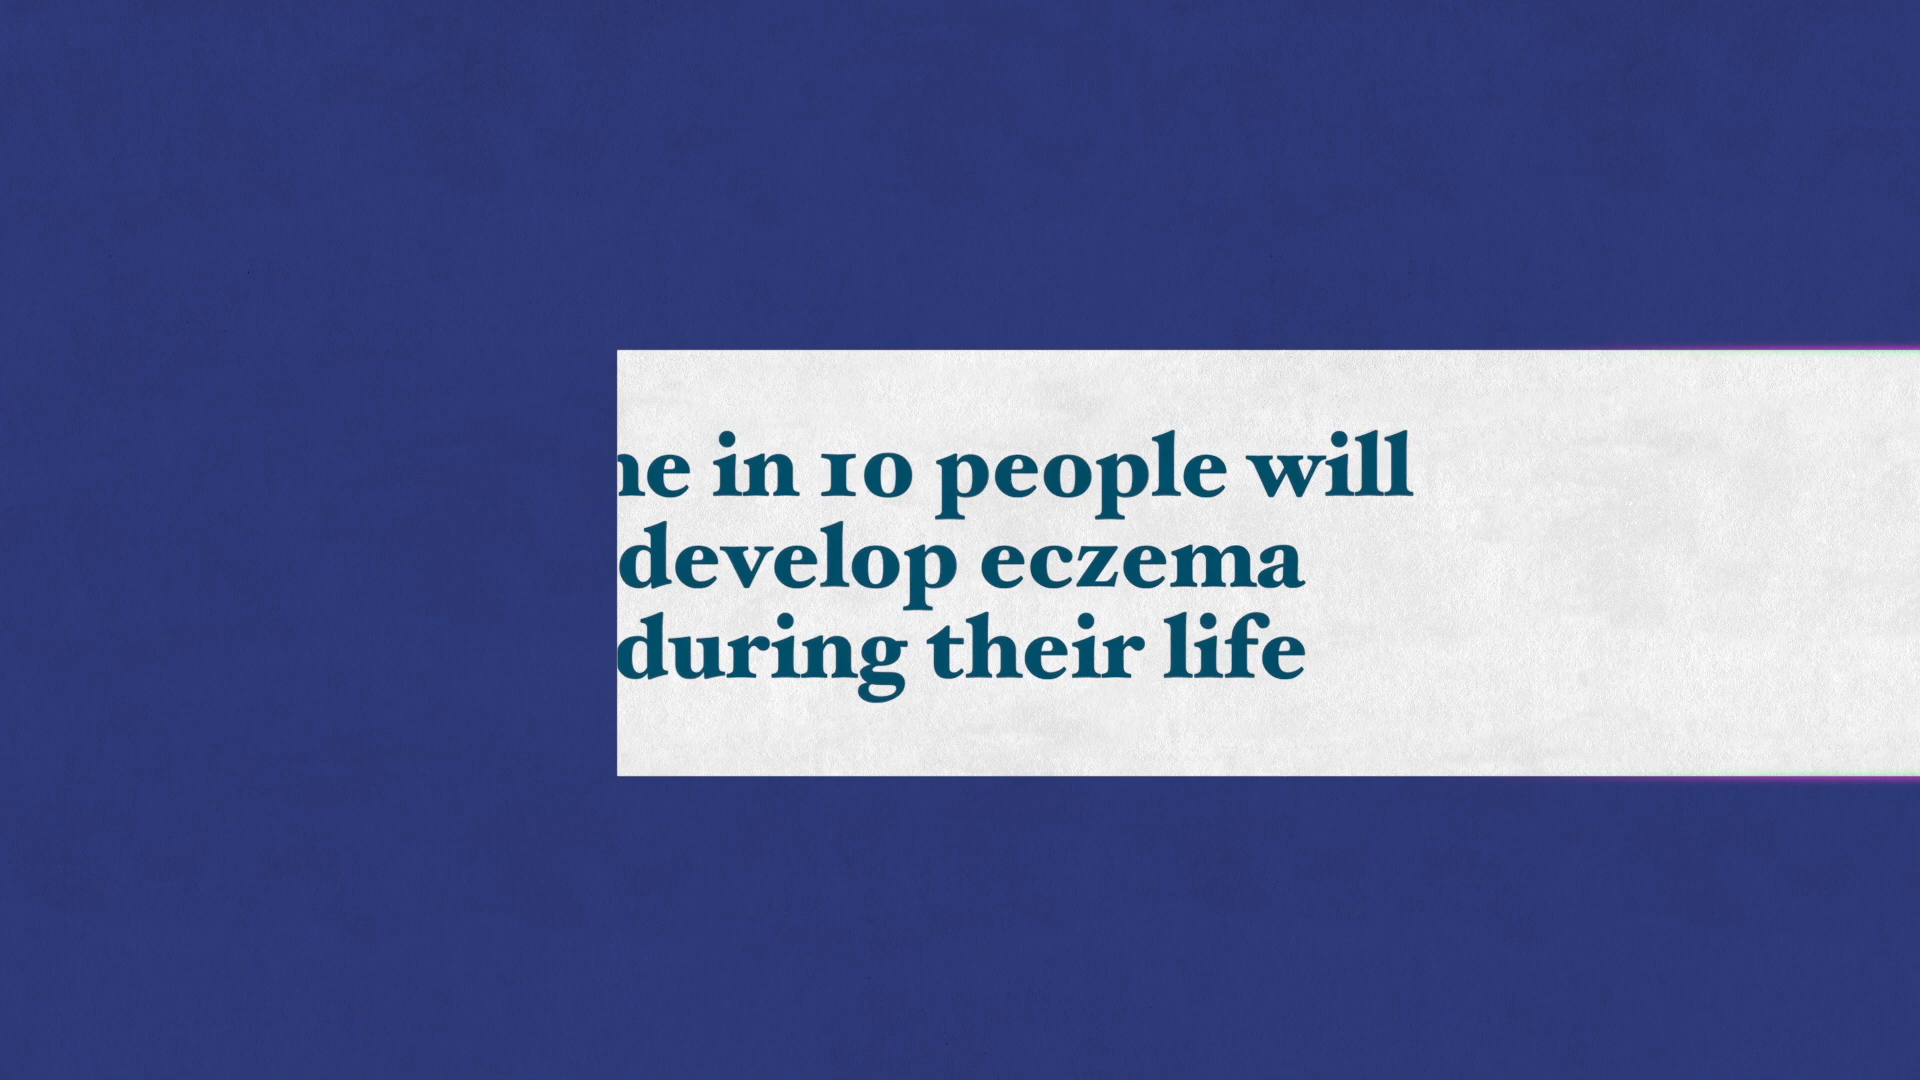 ne in 10 people will
develop eczema
during their life